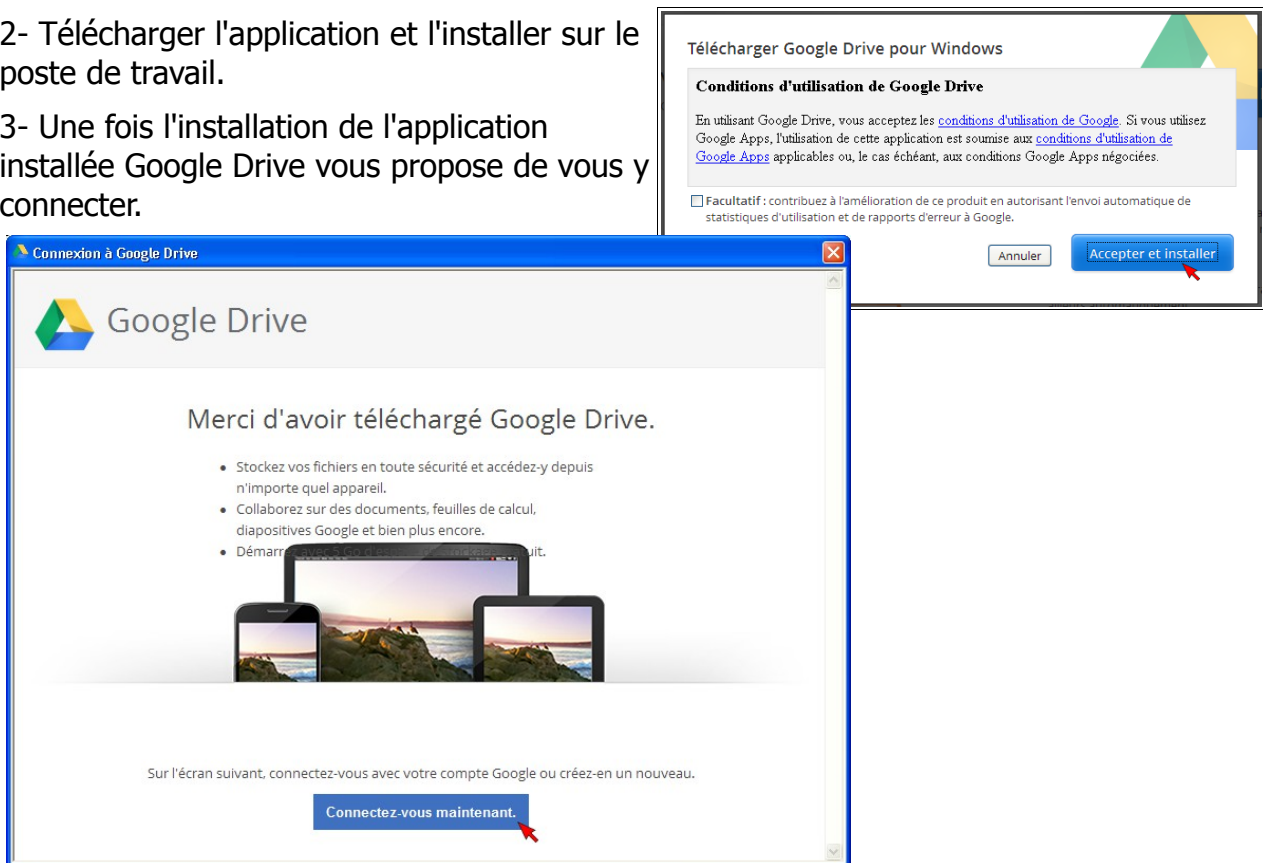 2- Télécharger l'application et l'installer sur le
poste de travail.
3- Une fois l'installation de l'application
installée Google Drive vous propose de vous y
connecter.
Télécharger Google Drive pour Windows
Conditions d'utilisation de Google Drive
En utilisant Google Drive, vous acceptez les conditions d'utilisation de Google. Si vous utilisez
Google Apps, l'utilisation de cette application est soumise aux conditions d'utilisation de
Google Apps applicables ou, le cas échéant, aux conditions Google Apps négociées.
Facultatif : contribuez à l'amélioration de ce produit en autorisant l'envoi automatique de
statistiques d'utilisation et de rapports d'erreur à Google.
Annuler
Accepter et installer
Connexion à Google Drive
Google Drive
Merci d'avoir téléchargé Google Drive.
• Stockez vos fichiers en toute sécurité et accédez-y depuis
n'importe quel appareil.
• Collaborez sur des documents, feuilles de calcul,
diapositives Google et bien plus encore.
• Démarrez avec 5 Go
Sur l'écran suivant, connectez-vous avec votre compte Google ou créez-en un nouveau.
Connectez-vous maintenant.